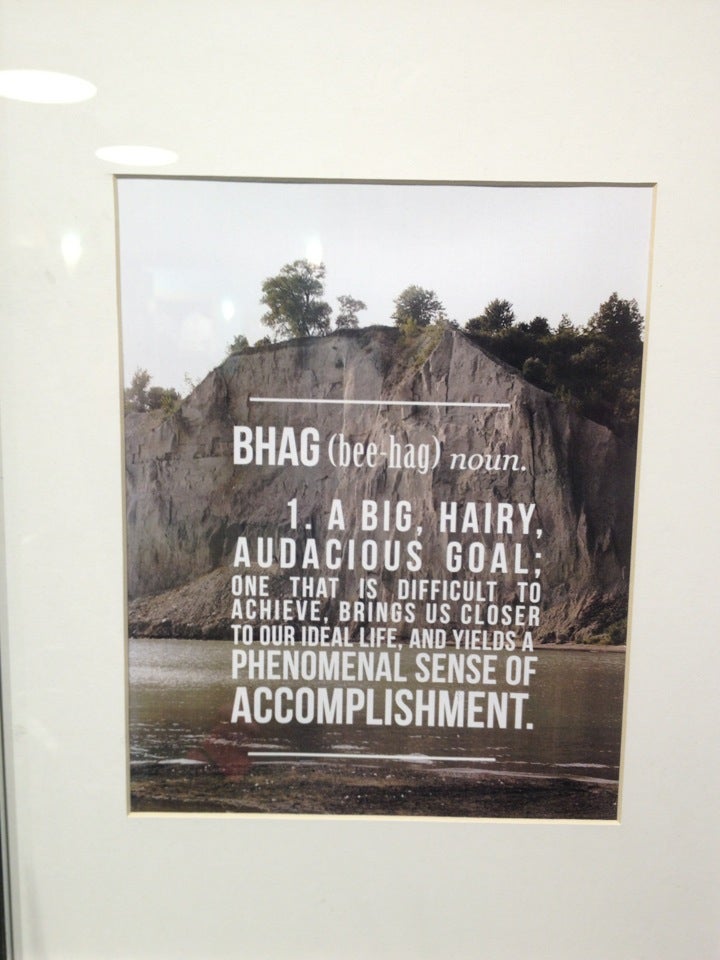 BHAG (bee-hag) noun.
1. A BIG, HAIRY,
AUDACIOUS GOAL;
ONE THAT IS DIFFICULT TO
ACHIEVE, BRINGS US CLOSER
TO OUR IDEAL LIFE, AND YIELDS A
PHENOMENAL SENSE OF
ACCOMPLISHMENT.